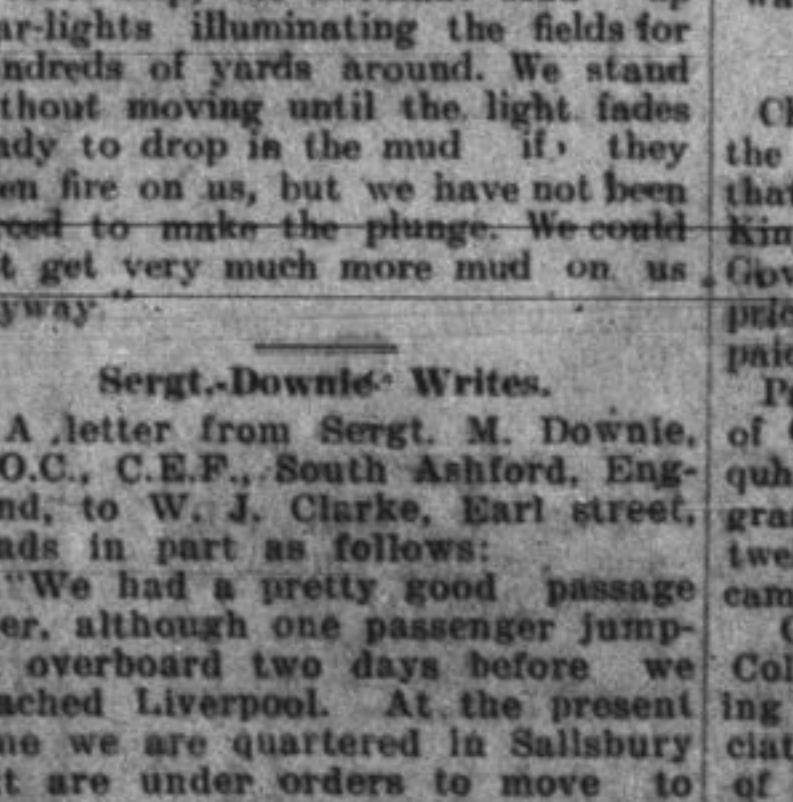 ar-lights illuminating the fields for
ndreds of yards around. We stand
thout moving until the light fades
ady to drop in the mud if they
en fire on us, but we have not been
rced to make the plunge. We could
t get very much more mud on us
yway."
Sergt. Downie Writes.
A letter from Sergt. M. Downie,
O.C., C.E.F., South Ashford, Eng-
nd, to W. J. Clarke, Earl street,
ads in part as follows:
"We had a pretty good passage
er, although one passenger jump-
overboard two days before we
ached Liverpool. At the present
me we are quartered in Salisbury
t are under orders to move to
the
that
Kin
Gov
pric
paid
of
quh
gra
twe
cam
Col
ing
ciat
of